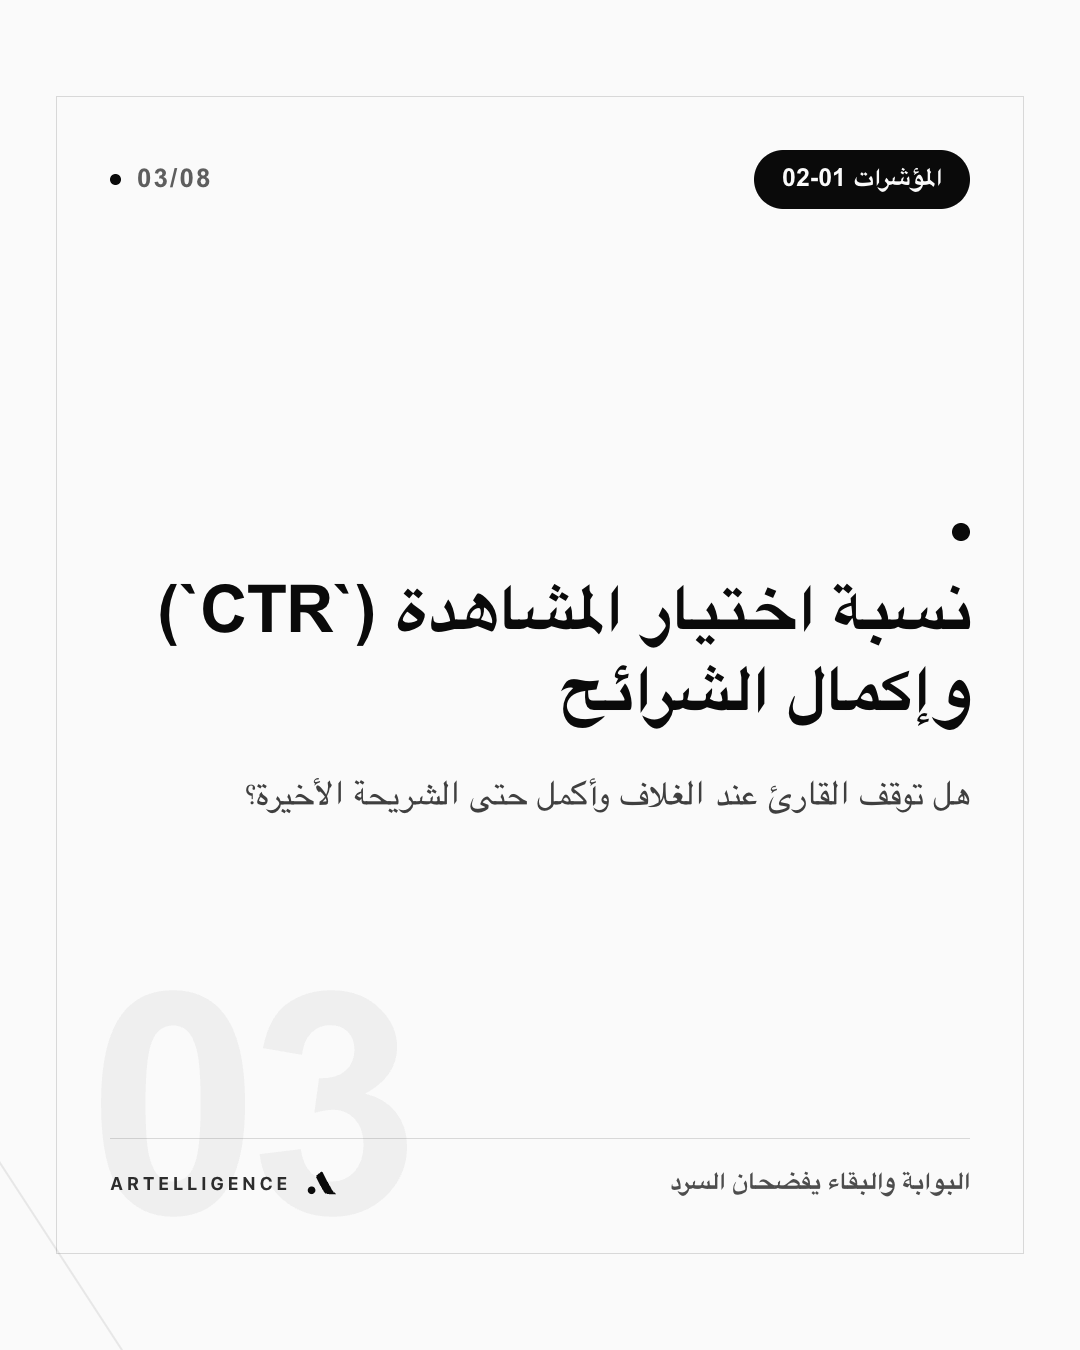 المؤشرات 01-02
03/08
نسبة اختيار المشاهدة (`CTR`)
وإكمال الشرائح
هل توقف القارئ عند الغلاف وأكمل حتى الشريحة الأخيرة؟
03
البوابة والبقاء يفضحان السرد
ARTELLIGENCE